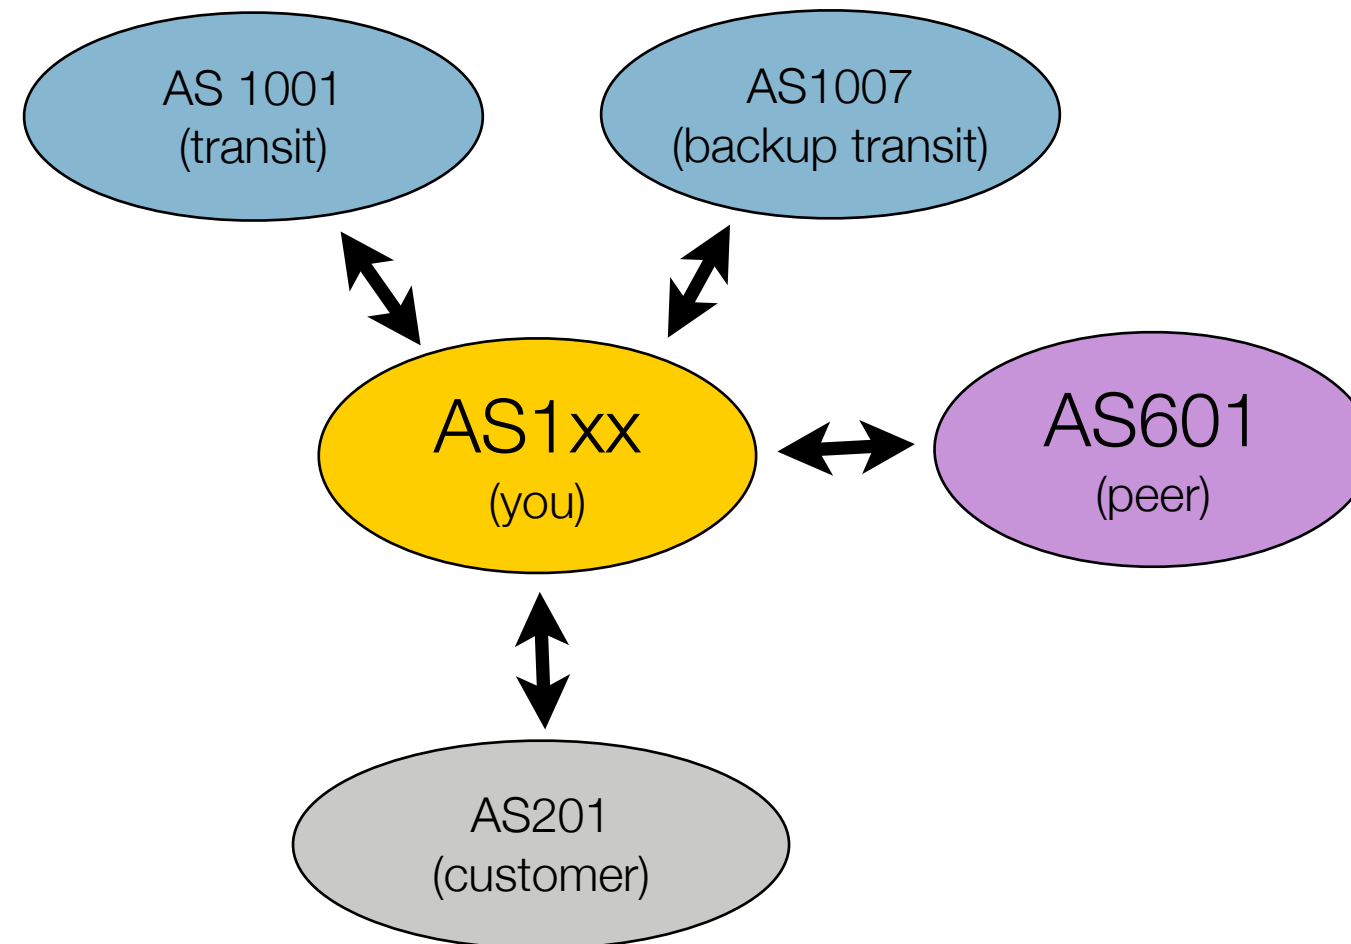 AS 1001
(transit)
AS1007
(backup transit)
AS1xx
(you)
AS601
(peer)
AS201
(customer)